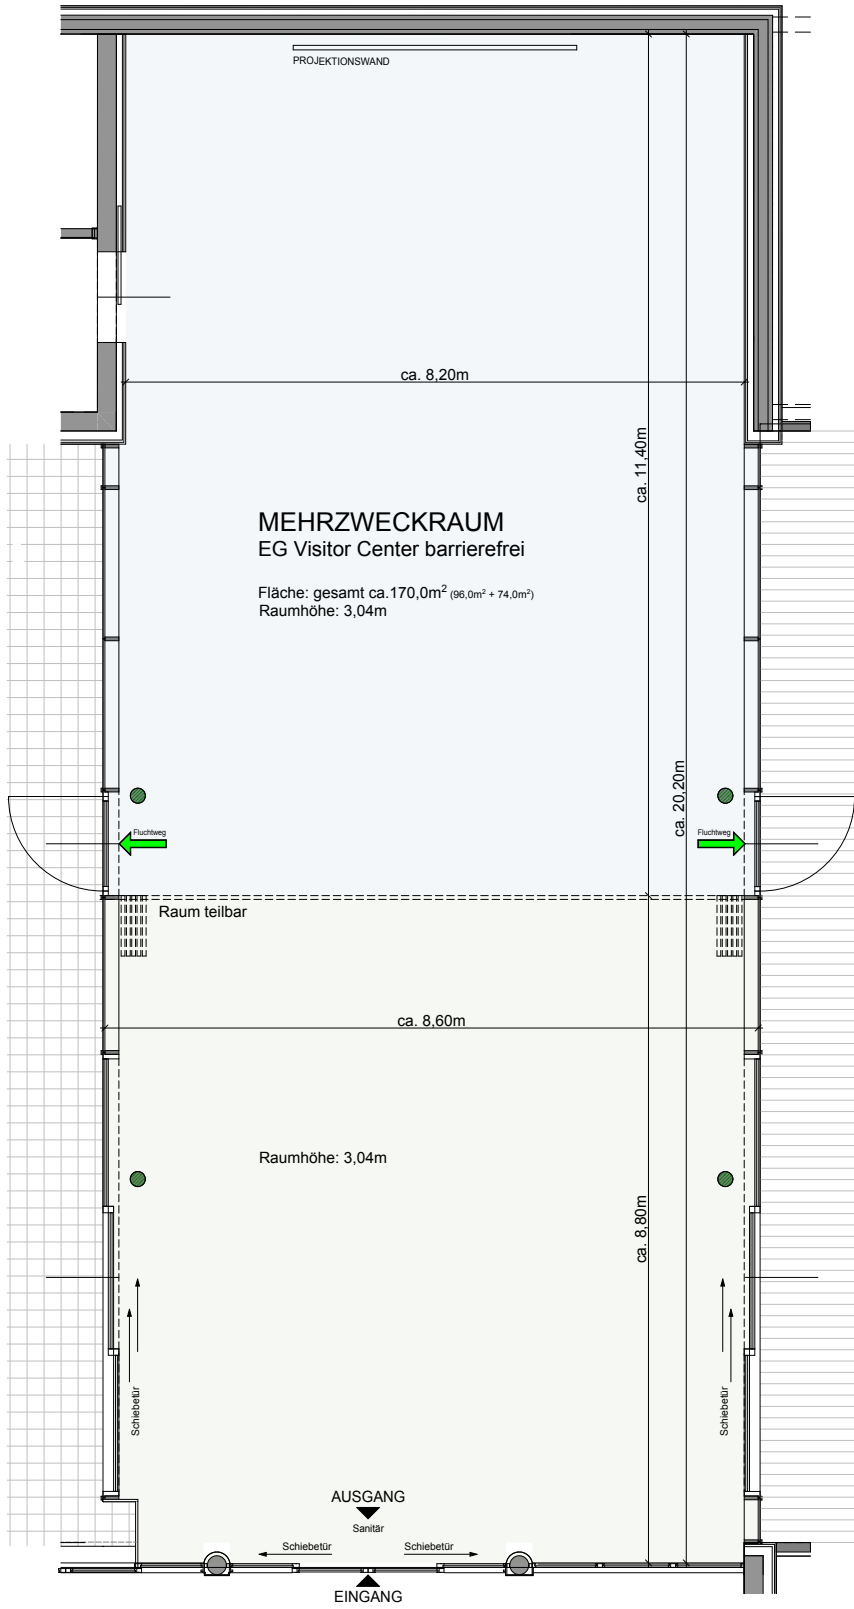 PROJEKTIONSWAND
ca. 8,20m
ca. 11,40m
MEHRZWECKRAUM
EG Visitor Center barrierefrei
Fläche: gesamt ca.170,0m² (96,0m² + 74,0m²)
Raumhöhe: 3,04m
ca. 20,20m
Fluchtweg
Fluchtweg
Raum teilbar
ca. 8,60m
Raumhöhe: 3,04m
ca. 8,80m
Schiebetür
Schiebetür
AUSGANG
Sanitär
Schiebetür
Schiebetür
EINGANG